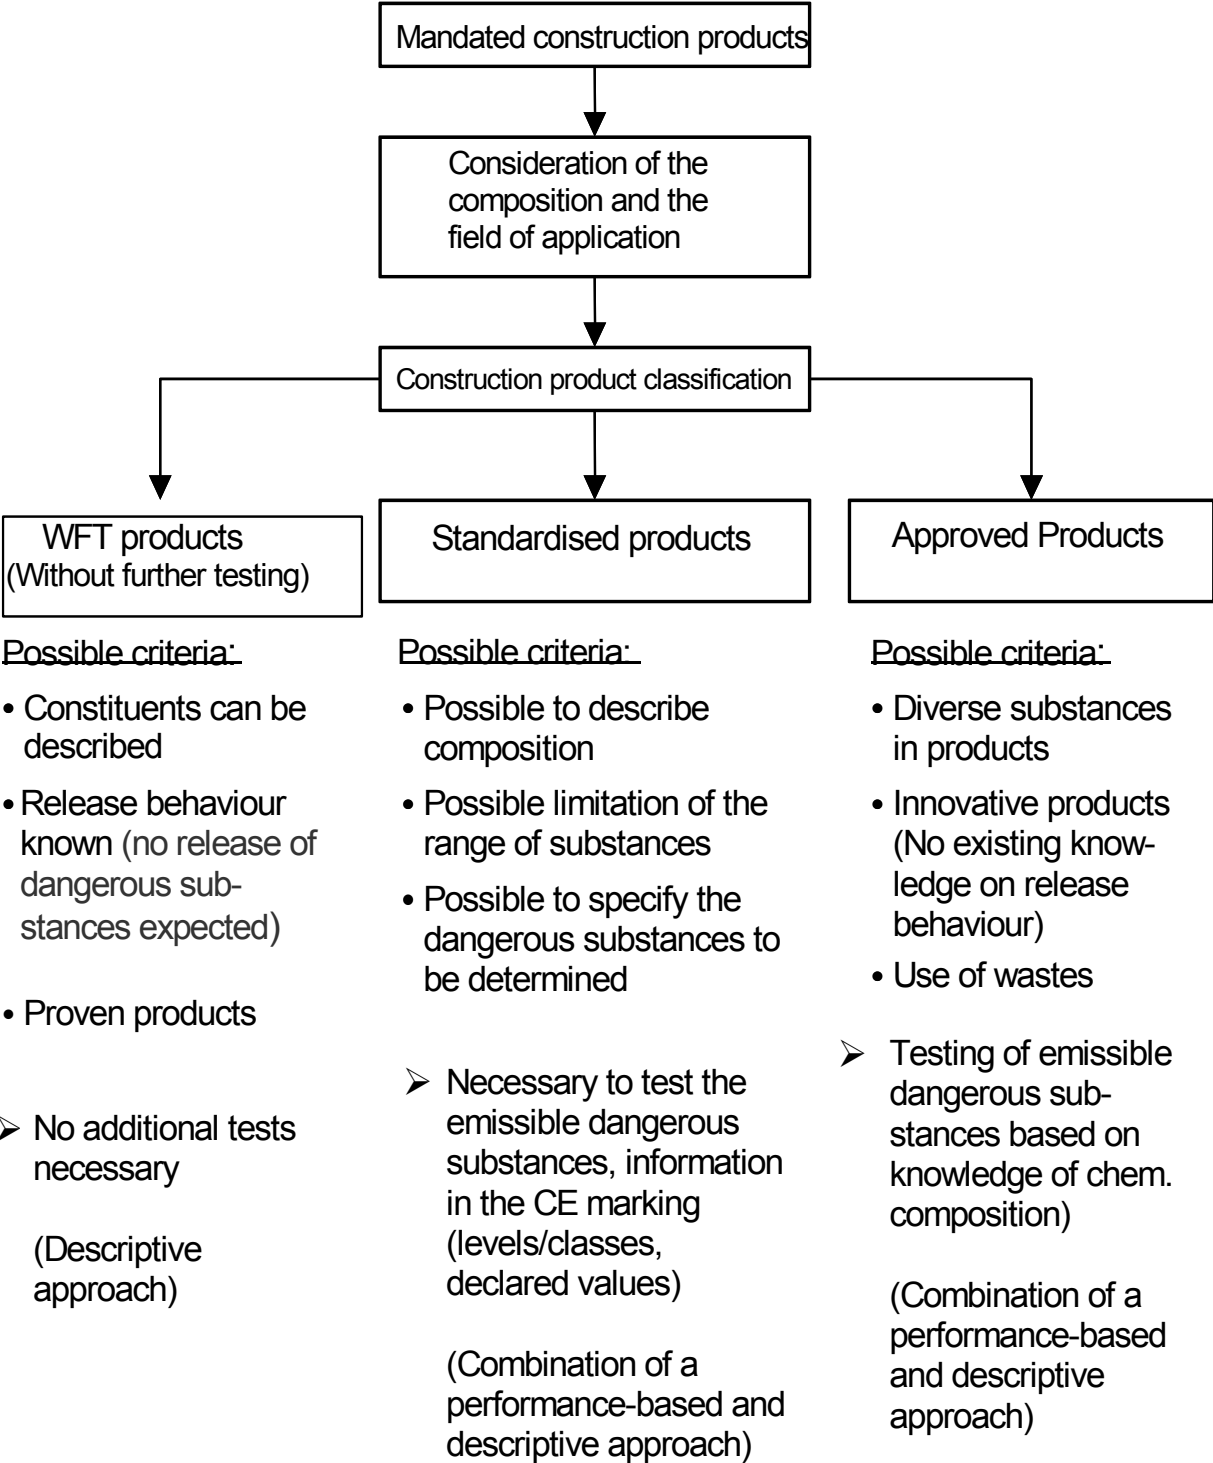 Mandated construction products
Consideration of the
composition and the
field of application
Construction product classification
WFT products
(Without further testing)
Possible criteria:
• Constituents can be
described
• Release behaviour
known (no release of
dangerous sub-
stances expected)
• Proven products
➢ No additional tests
necessary
(Descriptive
approach)
Standardised products
Possible criteria:
• Possible to describe
composition
• Possible limitation of the
range of substances
• Possible to specify the
dangerous substances to
be determined
➢ Necessary to test the
emissible dangerous
substances, information
in the CE marking
(levels/classes,
declared values)
(Combination of a
performance-based and
descriptive approach)
Approved Products
Possible criteria:
• Diverse substances
in products
• Innovative products
(No existing know-
ledge on release
behaviour)
• Use of wastes
➢ Testing of emissible
dangerous sub-
stances based on
knowledge of chem.
composition)
(Combination of a
performance-based
and descriptive
approach)